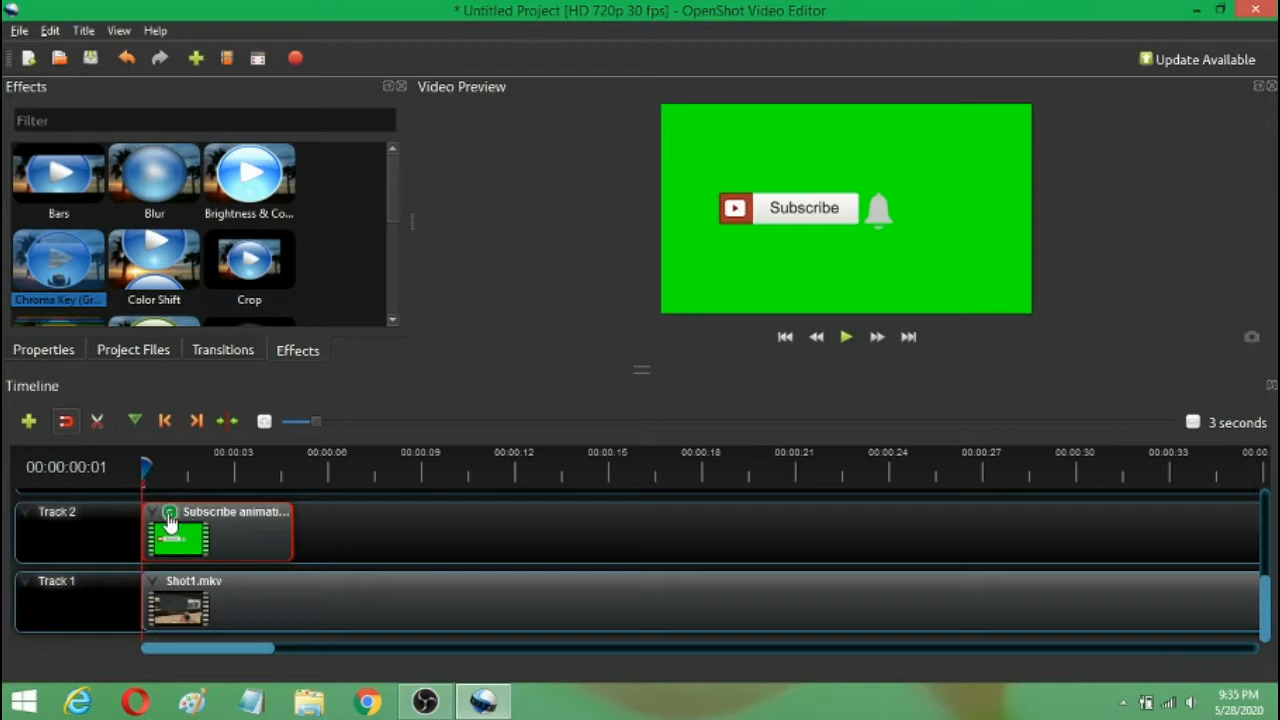 * Untitled Project [HD 720p 30 fps] - OpenShot Video Editor
File Edit Title View Help
Update Available
Effects
Video Preview
Filter
Bars
Blur
Brightness & Co...
Subscribe
Chroma Key (Gr...
Color Shift
Crop
Properties
Project Files
Transitions
Effects
Timeline
3 seconds
00:00:00:01
00:00:03
00:00:06
00:00:09
00:00:12
00:00:15
00:00:18
00:00:21
00:00:24
00:00:27
00:00:30
00:00:33
00:00
Track 2
Subscribe animati...
Track 1
Shot1.mkv
9:35 PM
5/28/2020